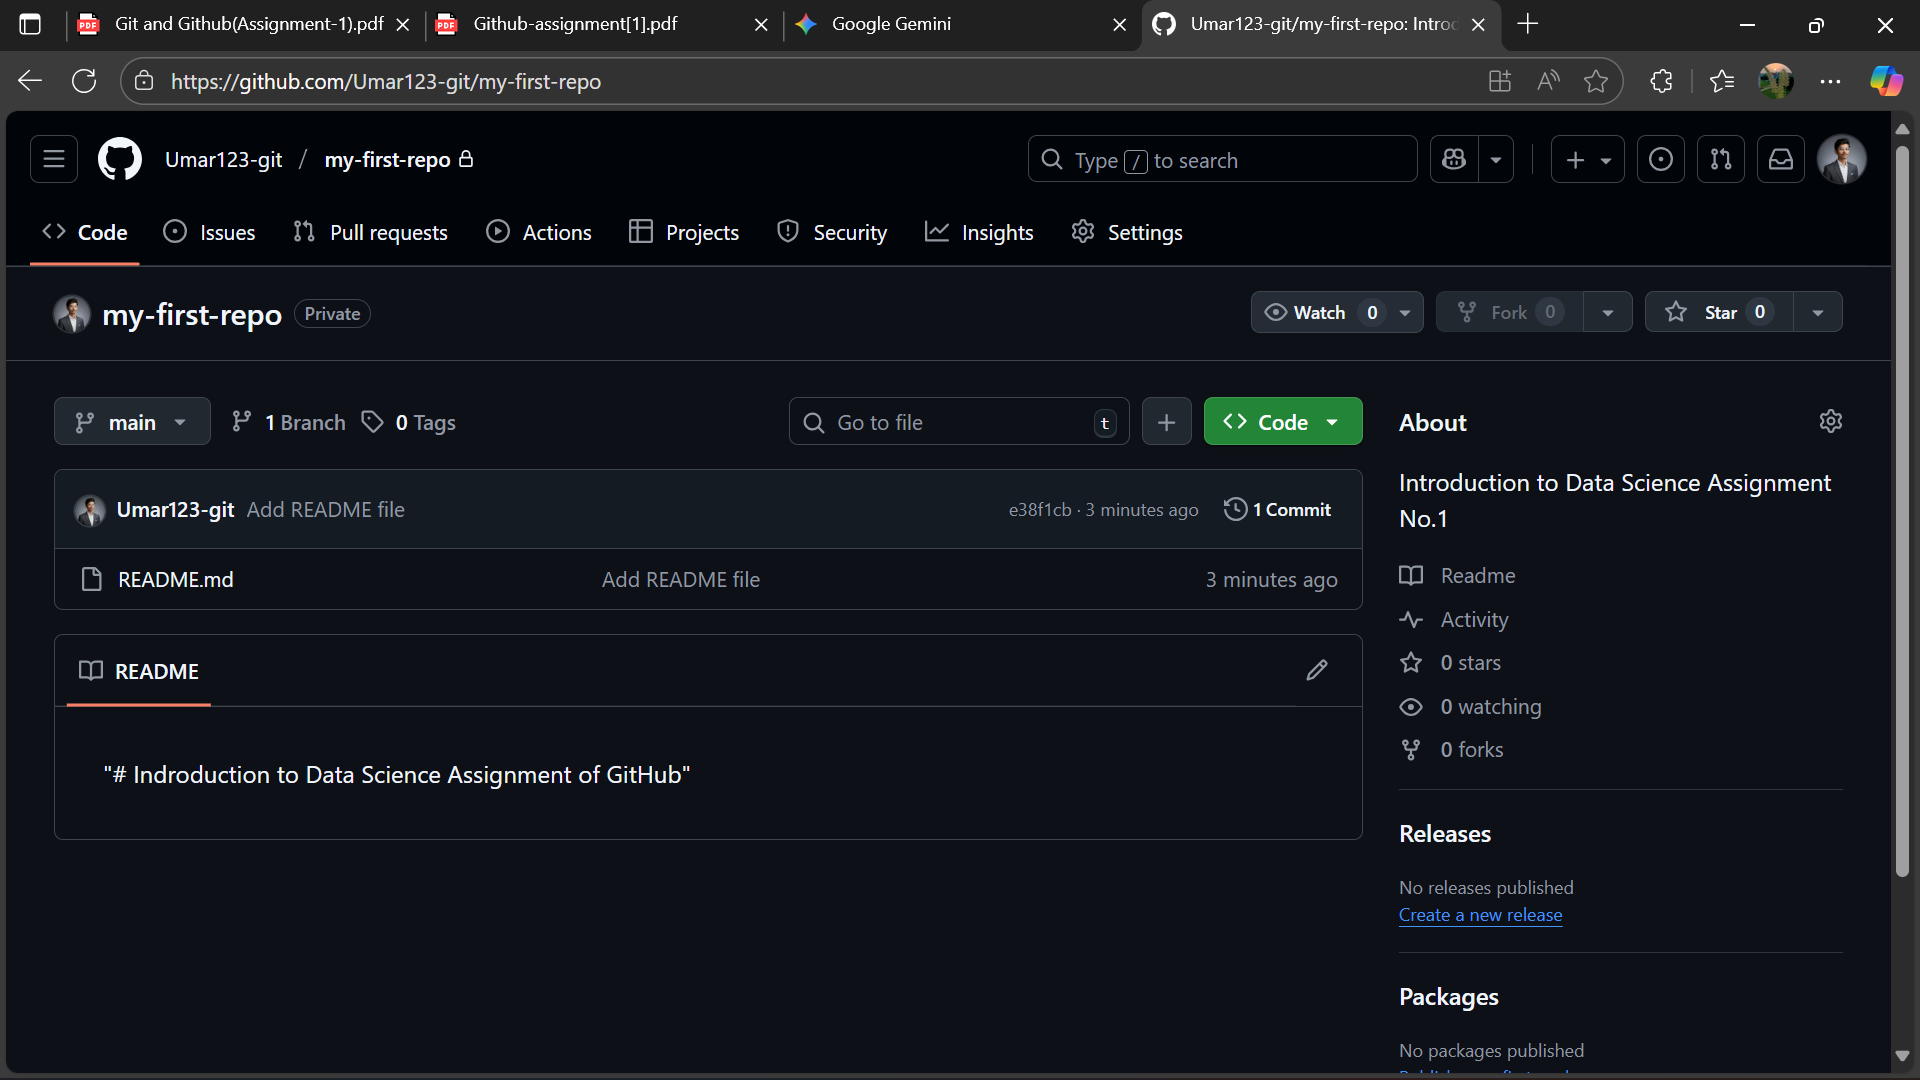 Git and Github(Assignment-1).pdf
Github-assignment[1].pdf
Google Gemini
Umar123-git/my-first-repo: Intro
https://github.com/Umar123-git/my-first-repo
Umar123-git / my-first-repo
Type / to search
Code
Issues
Pull requests
Actions
Projects
Security
Insights
Settings
my-first-repo Private
Watch 0
Fork 0
Star 0
main
1 Branch
0 Tags
Go to file t
Code
About
Umar123-git Add README file e38f1cb · 3 minutes ago 1 Commit
README.md Add README file 3 minutes ago
README
"# Indroduction to Data Science Assignment of GitHub"
Introduction to Data Science Assignment
No.1
Readme
Activity
0 stars
0 watching
0 forks
Releases
No releases published
Create a new release
Packages
No packages published